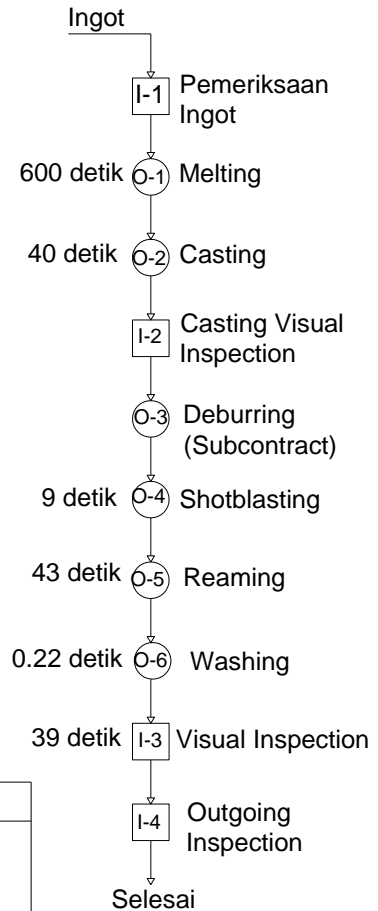 Ingot
I-1 Pemeriksaan
Ingot
600 detik O-1 Melting
40 detik O-2 Casting
I-2 Casting Visual
Inspection
O-3 Deburring
(Subcontract)
9 detik O-4 Shotblasting
43 detik O-5 Reaming
0.22 detik O-6 Washing
39 detik I-3 Visual Inspection
I-4 Outgoing
Inspection
Selesai